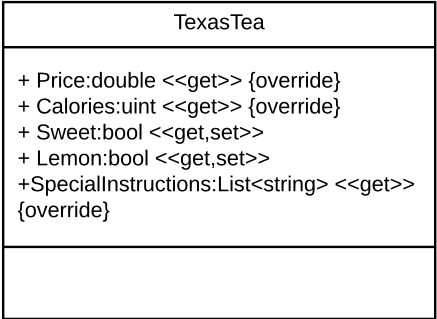 TexasTea
+ Price:double <<get>> {override}
+ Calories:uint <<get>> {override}
+ Sweet:bool <<get,set>>
+ Lemon:bool <<get,set>>
+SpecialInstructions:List<string> <<get>>
{override}